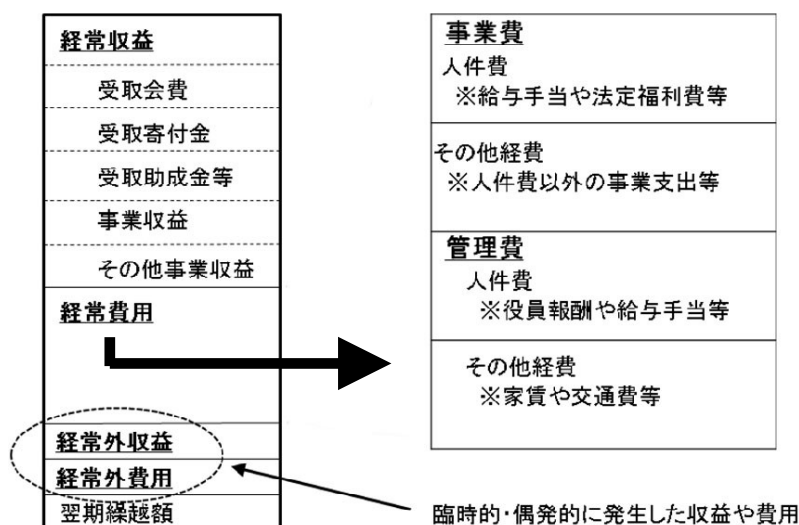 経常収益
受取会費
受取寄付金
受取助成金等
事業収益
その他事業収益
経常費用
経常外収益
経常外費用
翌期繰越額
事業費
人件費
※給与手当や法定福利費等
その他経費
※人件費以外の事業支出等
管理費
人件費
※役員報酬や給与手当等
その他経費
※家賃や交通費等
臨時的・偶発的に発生した収益や費用